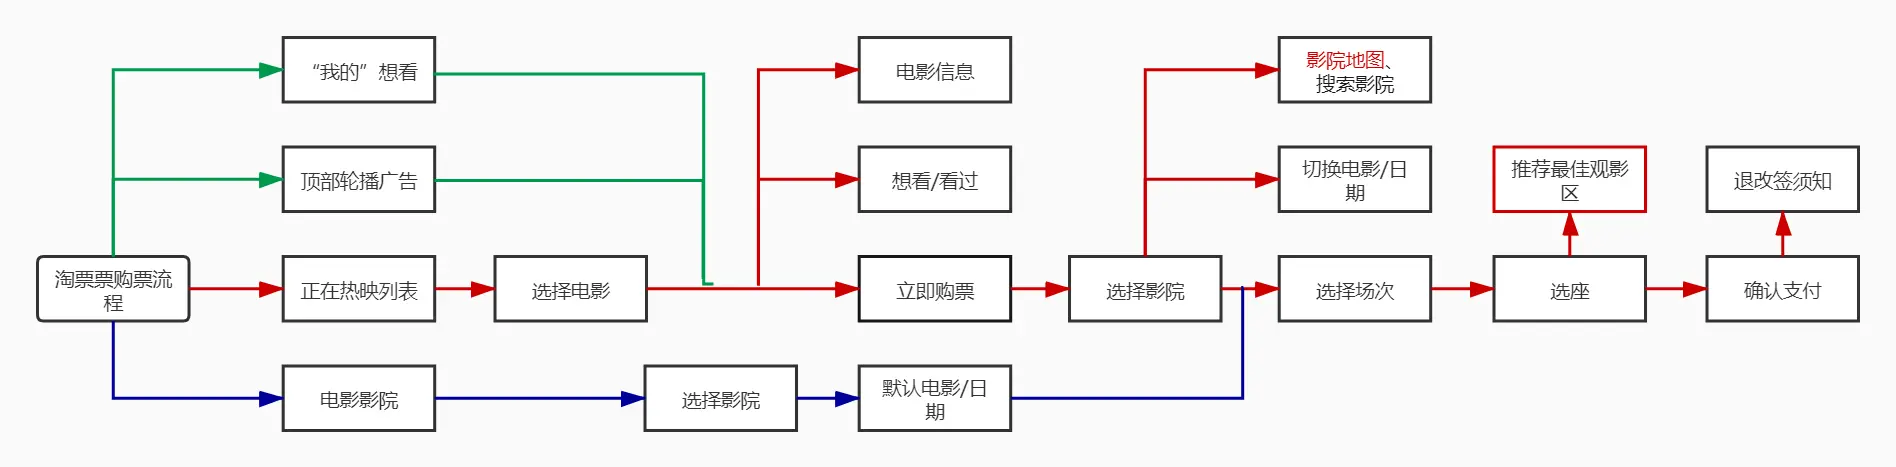 “我的”想看
电影信息
影院地图、
搜索影院
顶部轮播广告
想看/看过
切换电影/日
期
推荐最佳观影
区
退改签须知
淘票票购票流
程
正在热映列表
选择电影
立即购票
选择影院
选择场次
选座
确认支付
电影影院
选择影院
默认电影/日
期